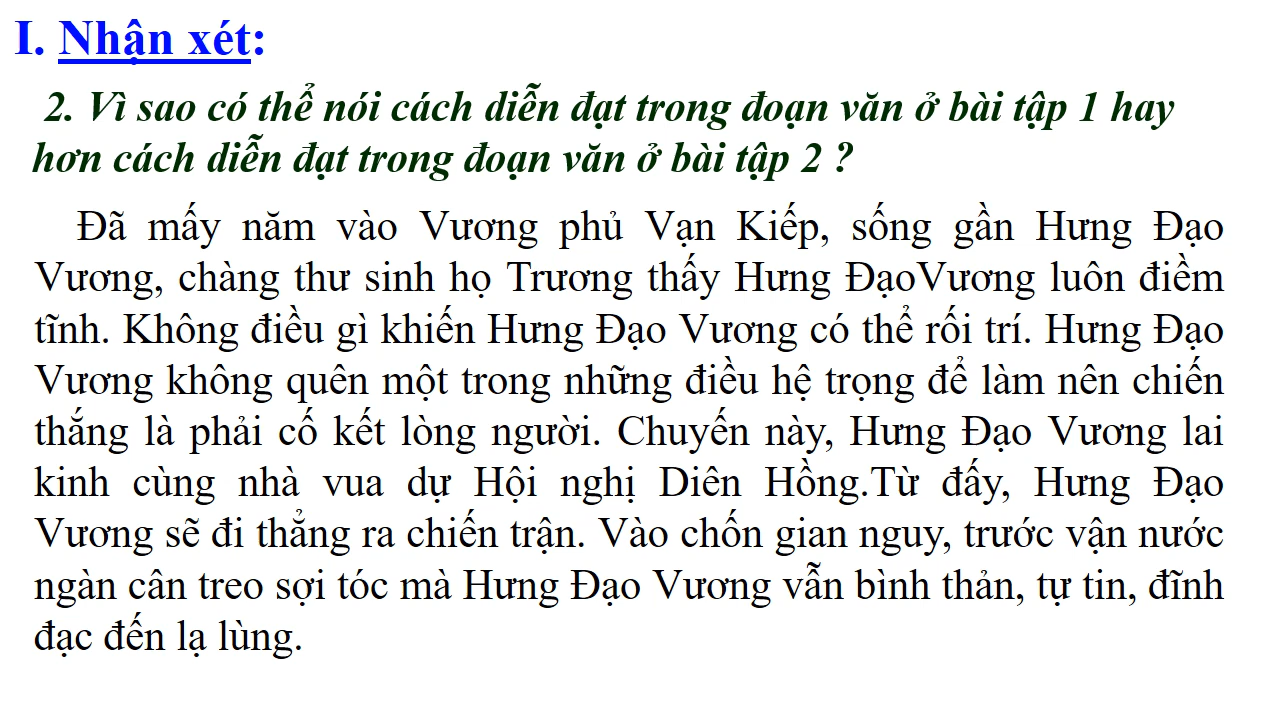 I. Nhận xét:
2. Vì sao có thể nói cách diễn đạt trong đoạn văn ở bài tập 1 hay
hơn cách diễn đạt trong đoạn văn ở bài tập 2 ?
Đã mấy năm vào Vương phủ Vạn Kiếp, sống gần Hưng Đạo
Vương, chàng thư sinh họ Trương thấy Hưng ĐạoVương luôn điềm
tĩnh. Không điều gì khiến Hưng Đạo Vương có thể rối trí. Hưng Đạo
Vương không quên một trong những điều hệ trọng để làm nên chiến
thắng là phải cố kết lòng người. Chuyến này, Hưng Đạo Vương lai
kinh cùng nhà vua dự Hội nghị Diên Hồng.Từ đấy, Hưng Đạo
Vương sẽ đi thẳng ra chiến trận. Vào chốn gian nguy, trước vận nước
ngàn cân treo sợi tóc mà Hưng Đạo Vương vẫn bình thản, tự tin, đĩnh
đạc đến lạ lùng.